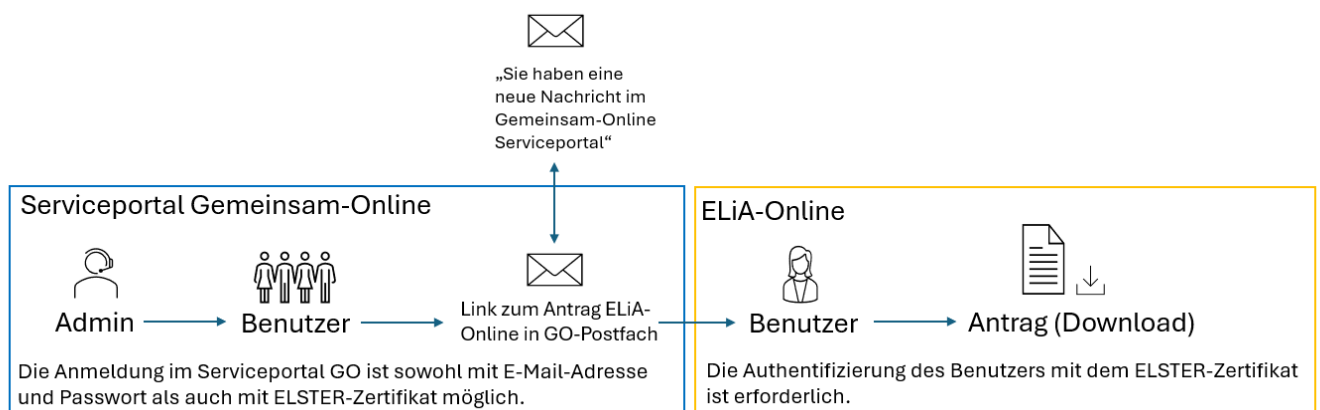 „Sie haben eine
neue Nachricht im
Gemeinsam-Online
Serviceportal“
Serviceportal Gemeinsam-Online
Admin
Benutzer
Link zum Antrag ELiA-
Online in GO-Postfach
Die Anmeldung im Serviceportal GO ist sowohl mit E-Mail-Adresse
und Passwort als auch mit ELSTER-Zertifikat möglich.
ELiA-Online
Benutzer
Antrag (Download)
Die Authentifizierung des Benutzers mit dem ELSTER-Zertifikat
ist erforderlich.